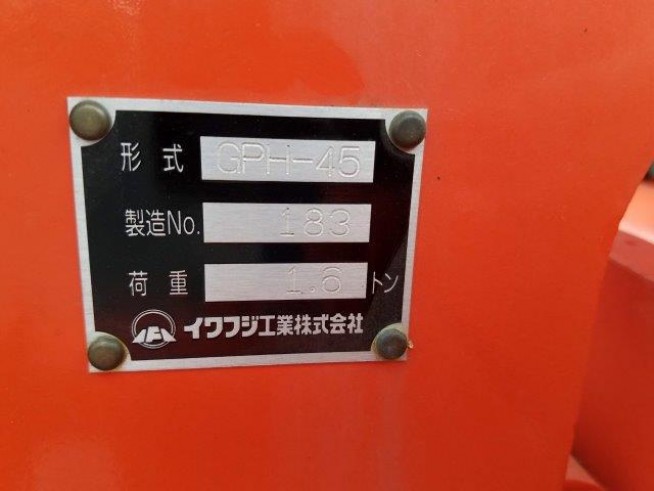 形式 GPH-45
製造No. 183
荷重 1.6 トン
イワフジ工業株式会社